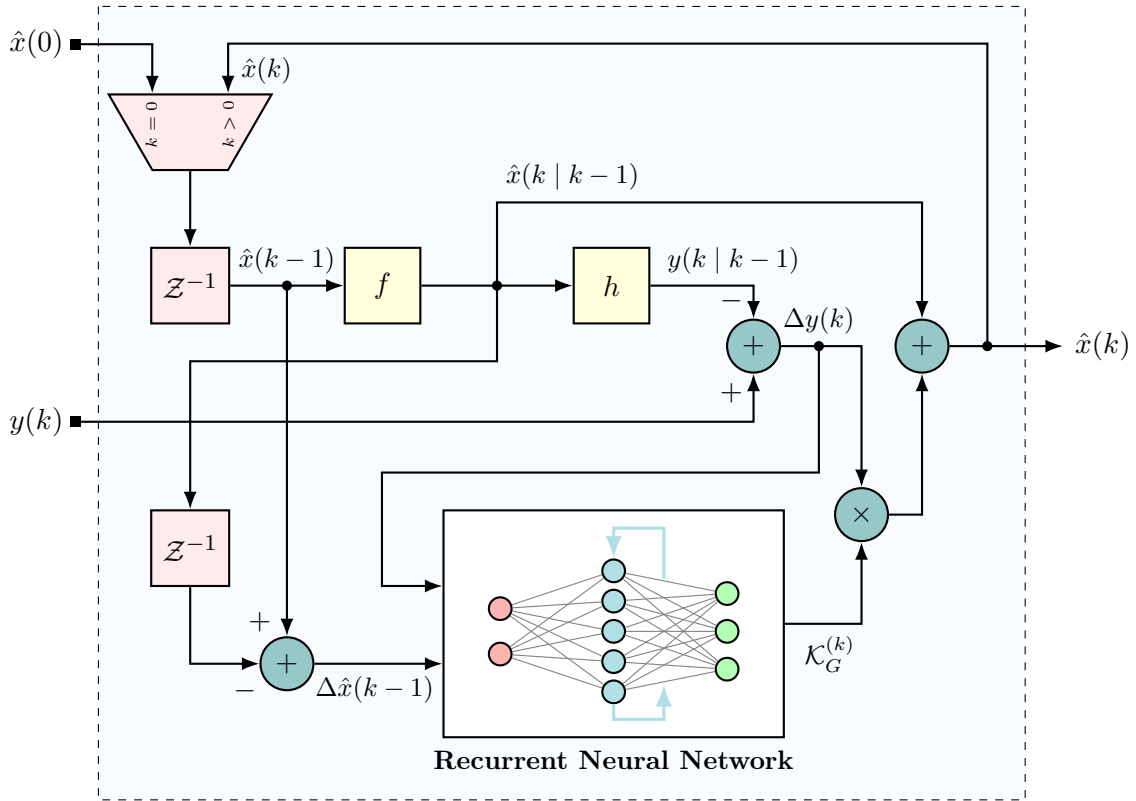 x̂(0)
x̂(k)
k = 0
k > 0
x̂(k | k − 1)
𝒵⁻¹
x̂(k−1)
f
h
y(k | k − 1)
−
Δy(k)
+
+
x̂(k)
+
y(k)
𝒵⁻¹
×
+
+
−
Δx̂(k−1)
𝒦_G^(k)
Recurrent Neural Network